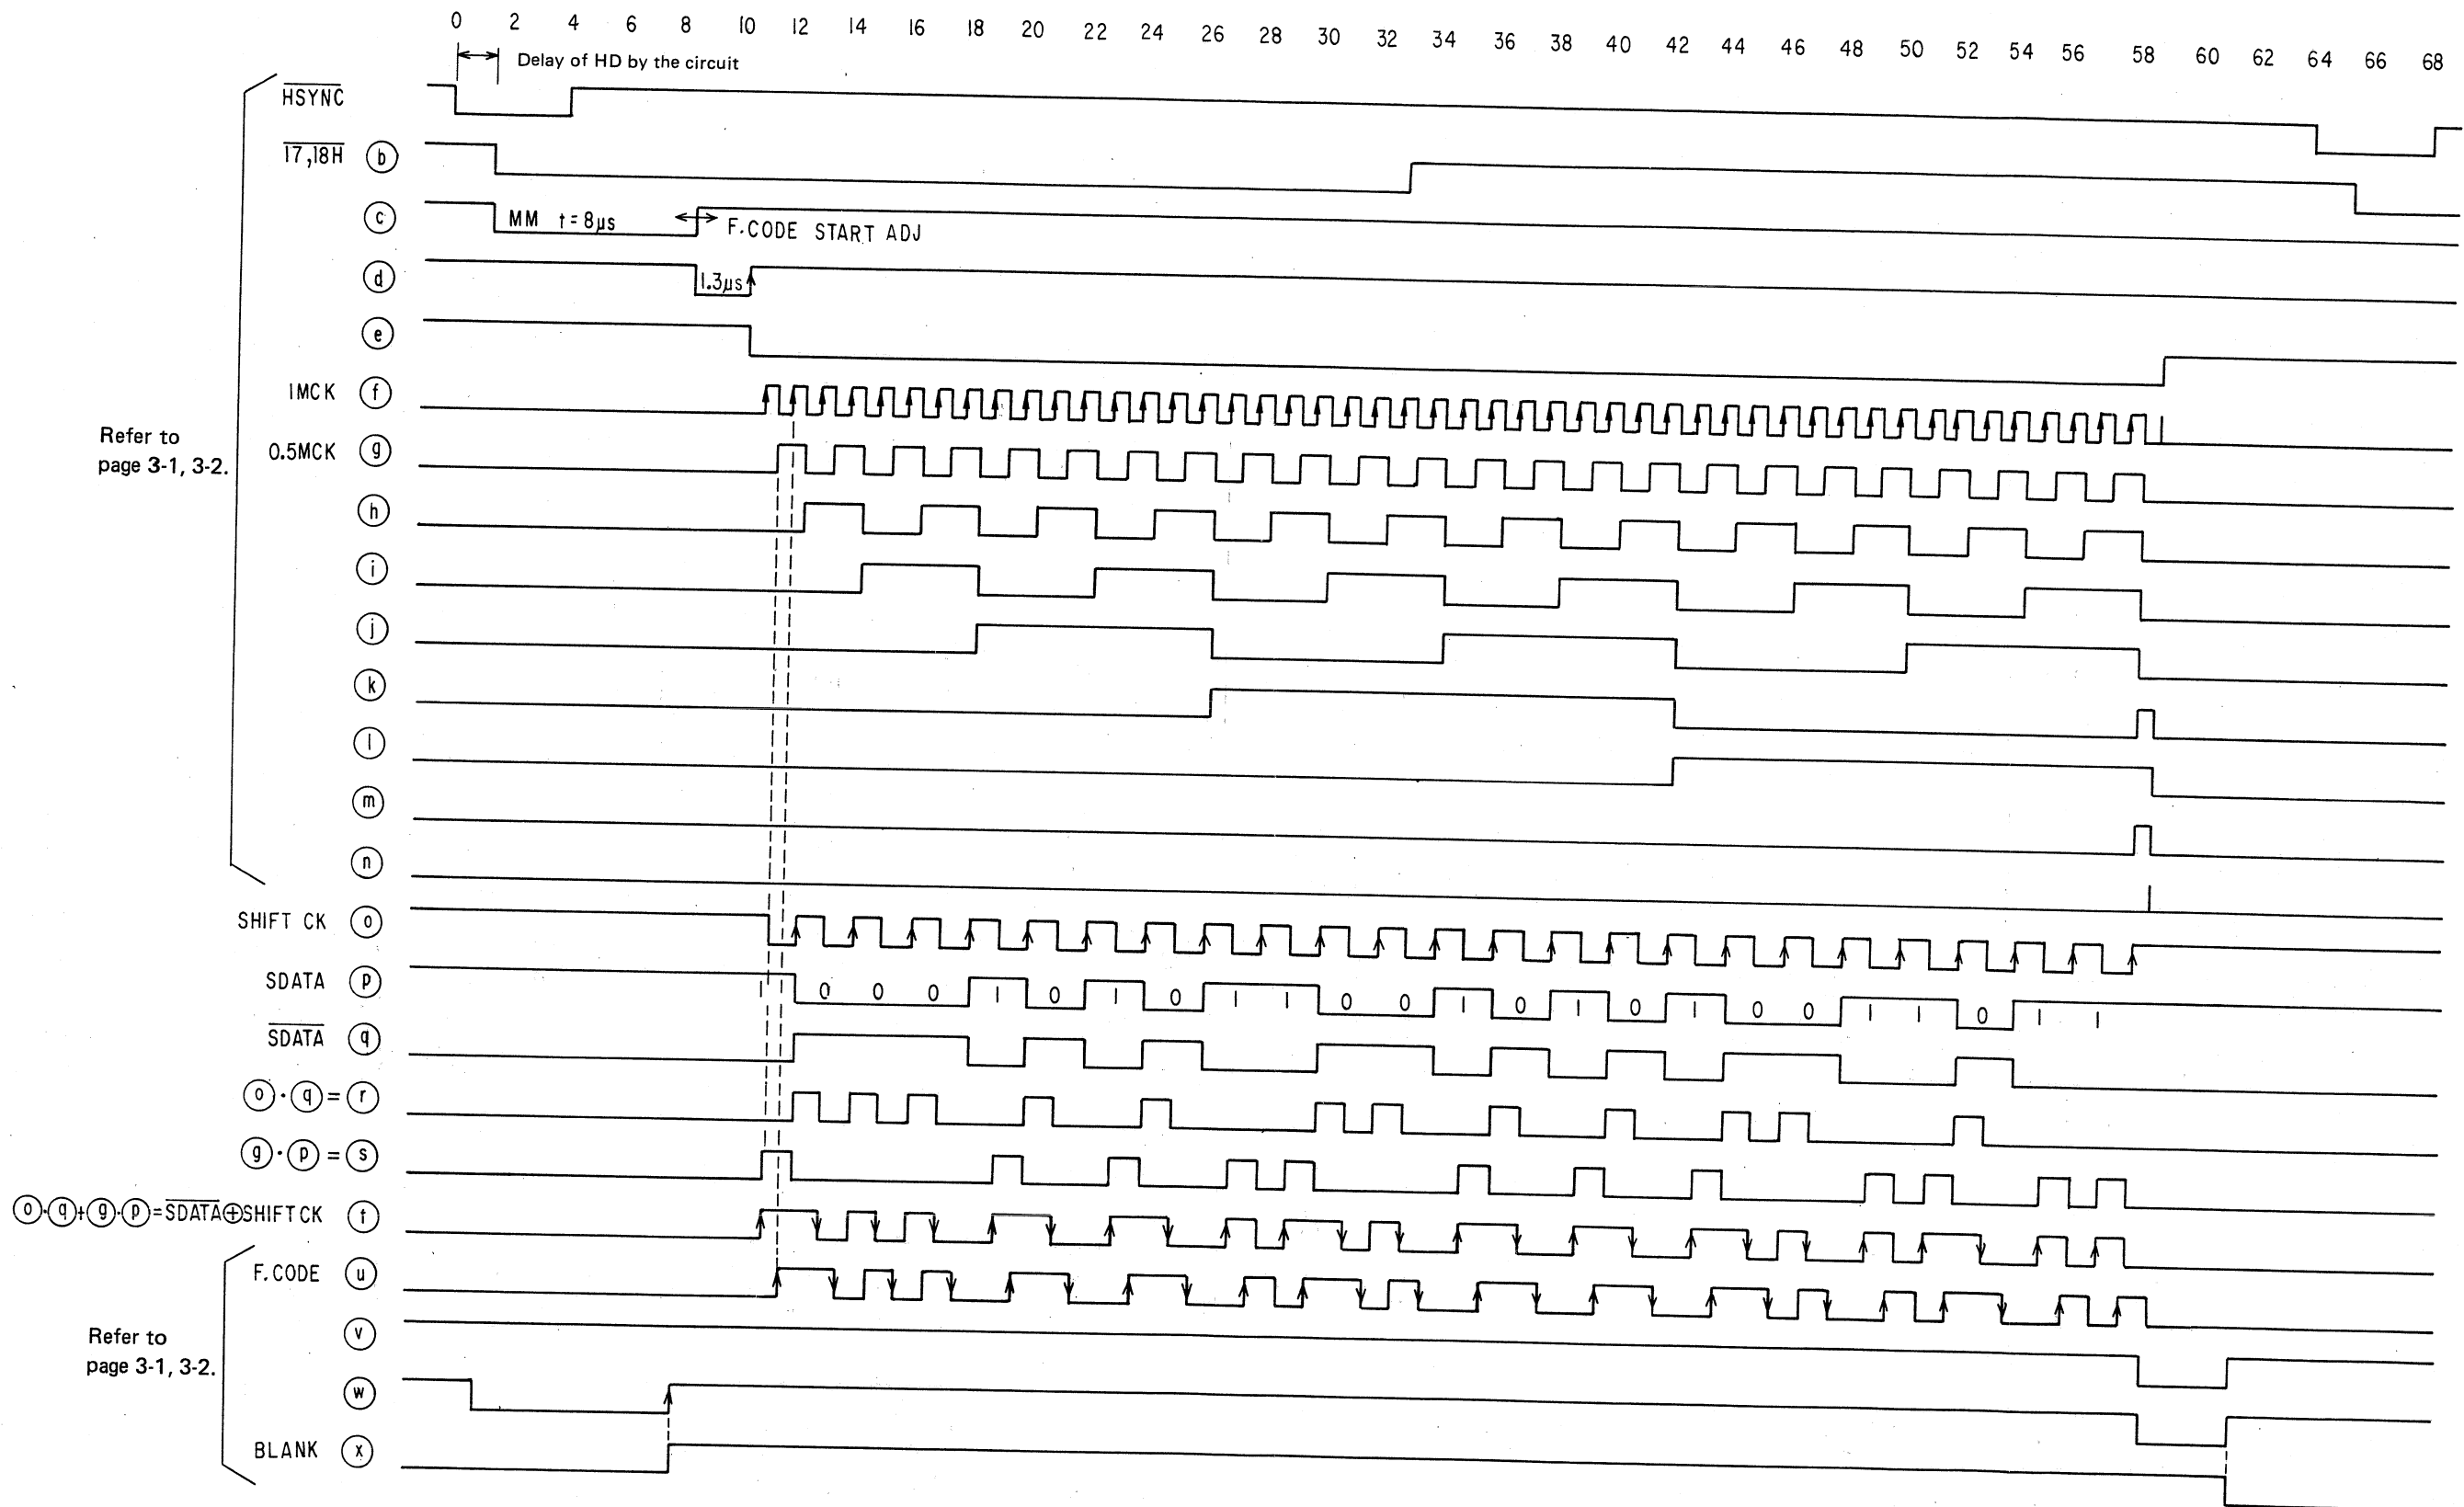 0 2 4 6 8 10 12 14 16 18 20 22 24 26 28 30 32 34 36 38 40 42 44 46 48 50 52 54 56 58 60 62 64 66 68
Delay of HD by the circuit
HSYNC
17,18H b
c MM t=8µs F.CODE START ADJ
d 1.3µs
e
1MCK f
Refer to
page 3-1, 3-2.
0.5MCK g
h
i
j
k
l
m
n
SHIFT CK o
SDATA p 0 0 0 1 0 1 0 1 1 0 0 1 0 1 0 1 0 0 1 1 0 1 1
SDATA q
o·q=r
g·p=s
o·q+g·p=SDATA⊕SHIFT CK t
F.CODE u
v
Refer to
page 3-1, 3-2.
w
BLANK x